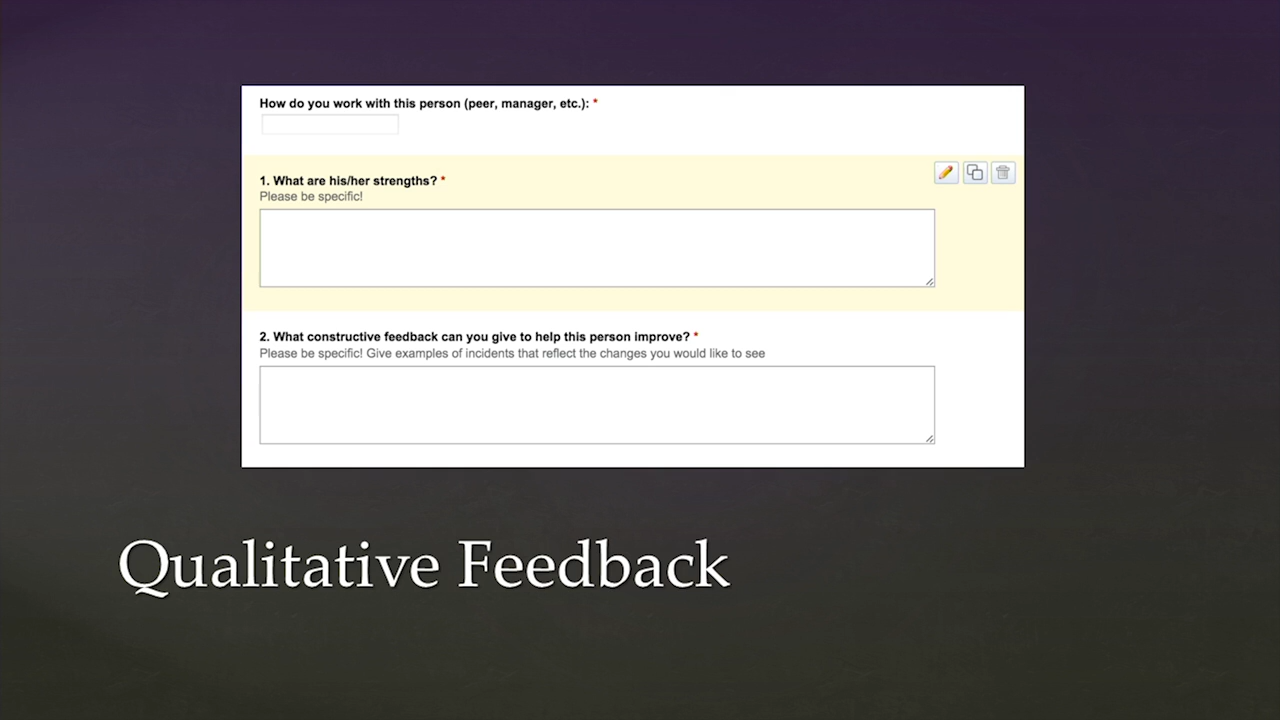 How do you work with this person (peer, manager, etc.): *
1. What are his/her strengths? *
Please be specific!
2. What constructive feedback can you give to help this person improve? *
Please be specific! Give examples of incidents that reflect the changes you would like to see
Qualitative Feedback